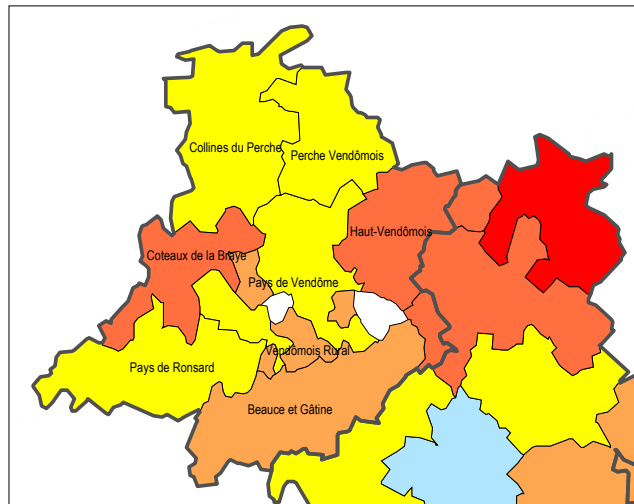 Collines du Perche
Perche Vendômois
Haut-Vendômois
Coteaux de la Braye
Pays de Vendôme
Vendômois Rural
Pays de Ronsard
Beauce et Gâtine